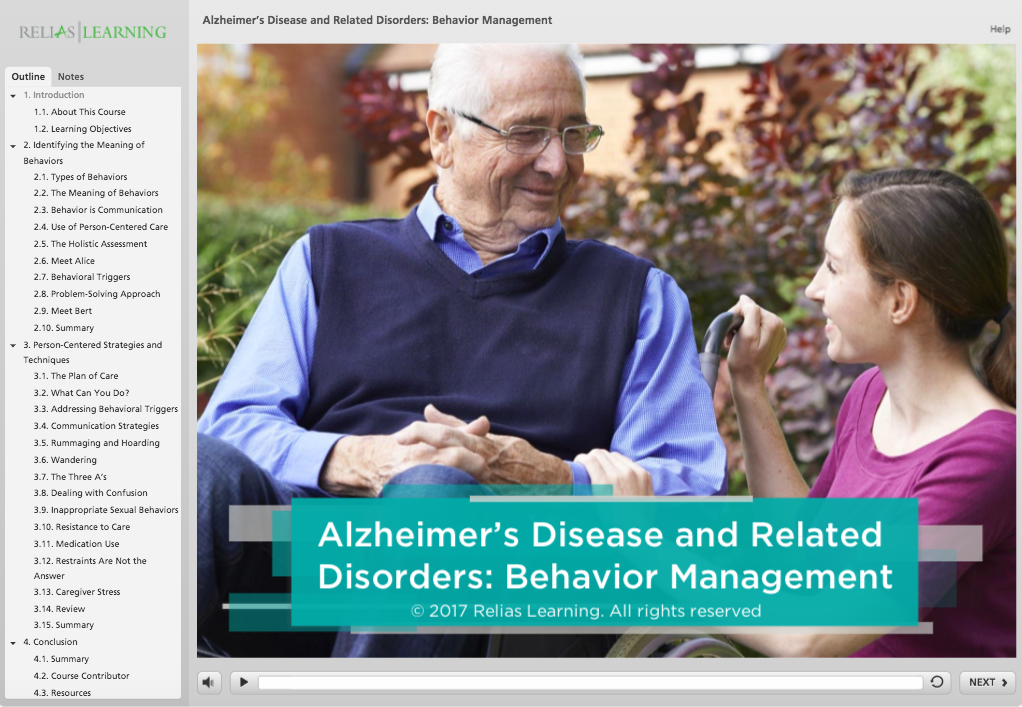 Alzheimer's Disease and Related Disorders: Behavior Management
RELIAS|LEARNING
Help
Outline Notes
1. Introduction
1.1. About This Course
1.2. Learning Objectives
2. Identifying the Meaning of
Behaviors
2.1. Types of Behaviors
2.2. The Meaning of Behaviors
2.3. Behavior is Communication
2.4. Use of Person-Centered Care
2.5. The Holistic Assessment
2.6. Meet Alice
2.7. Behavioral Triggers
2.8. Problem-Solving Approach
2.9. Meet Bert
2.10. Summary
3. Person-Centered Strategies and
Techniques
3.1. The Plan of Care
3.2. What Can You Do?
3.3. Addressing Behavioral Triggers
3.4. Communication Strategies
3.5. Rummaging and Hoarding
3.6. Wandering
3.7. The Three A's
3.8. Dealing with Confusion
3.9. Inappropriate Sexual Behaviors
3.10. Resistance to Care
3.11. Medication Use
3.12. Restraints Are Not the
Answer
3.13. Caregiver Stress
3.14. Review
3.15. Summary
4. Conclusion
4.1. Summary
4.2. Course Contributor
4.3. Resources
Alzheimer's Disease and Related
Disorders: Behavior Management
© 2017 Relias Learning. All rights reserved
NEXT